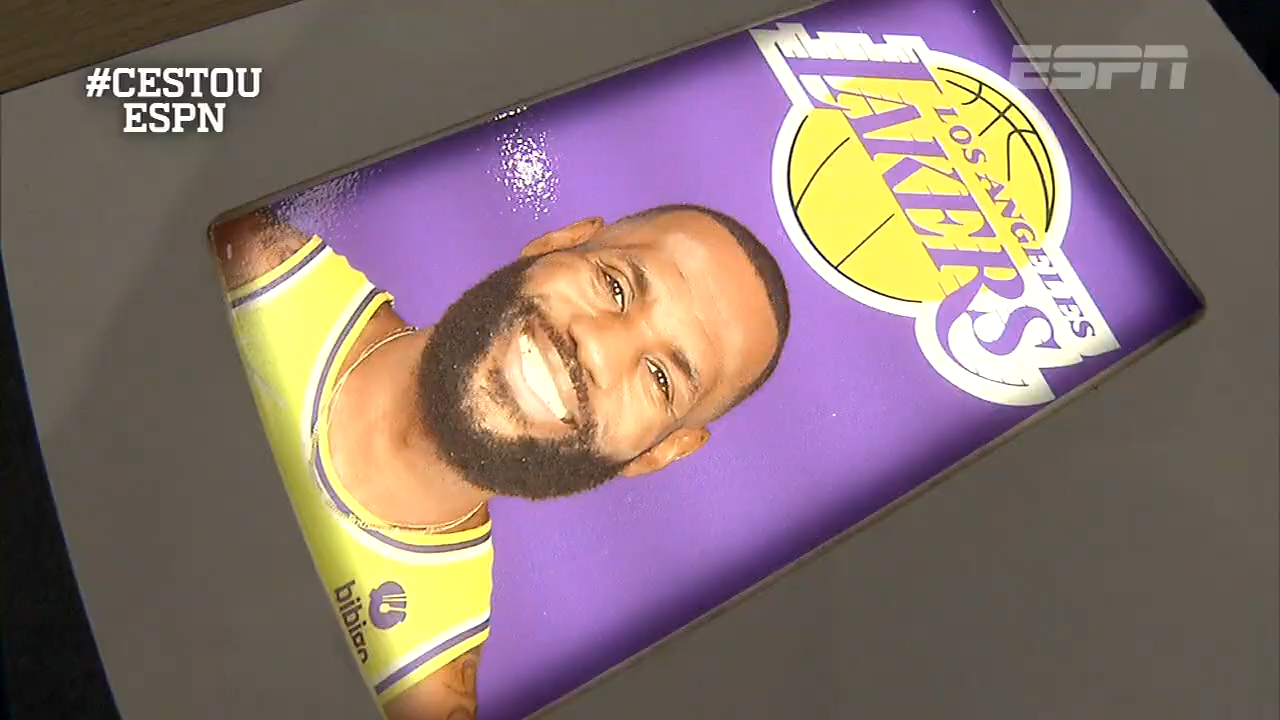 #CESTOU
ESPN
ESPN
LOS ANGELES
LAKERS
bibigo